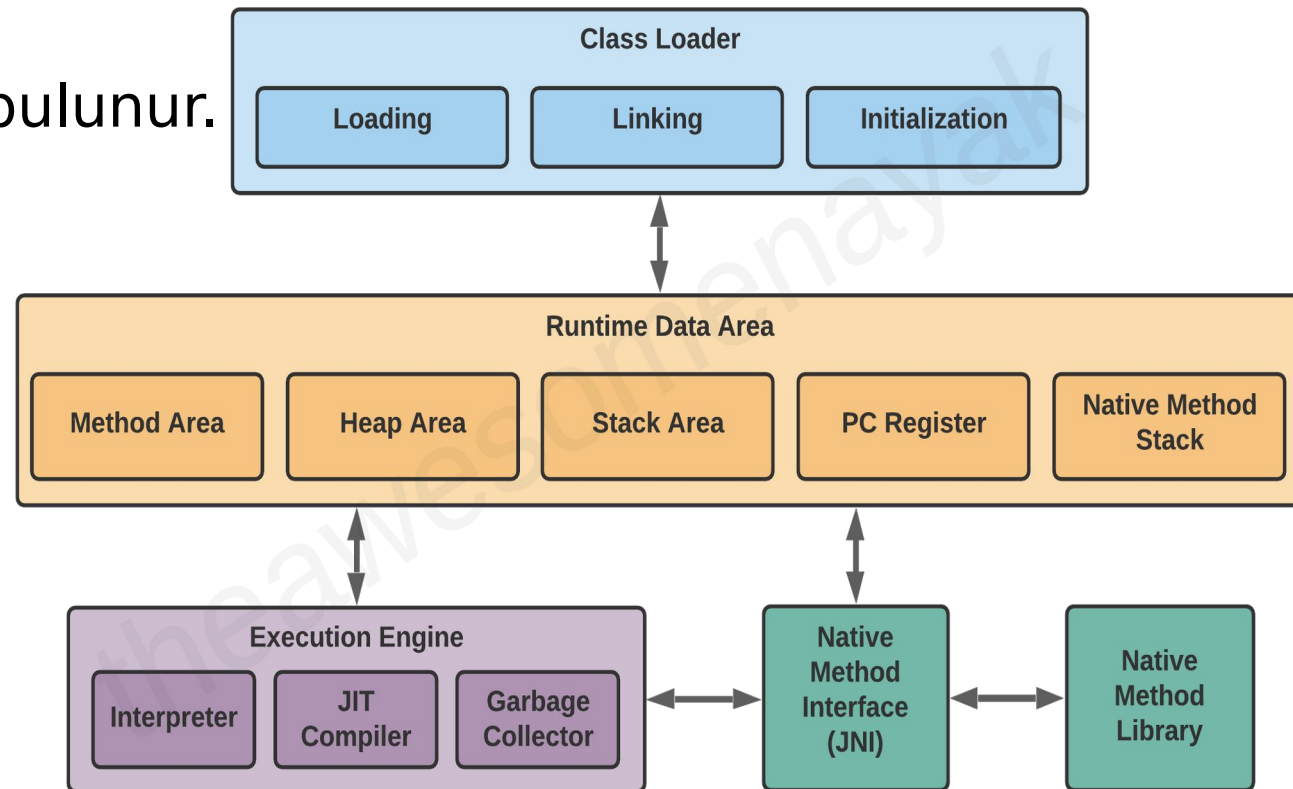 Class Loader
bulunur.
Loading Linking Initialization
Runtime Data Area
Method Area Heap Area Stack Area PC Register Native Method
Stack
Execution Engine
Interpreter JIT
Compiler Garbage
Collector
Native
Method
Interface
(JNI)
Native
Method
Library
theawesomenayak